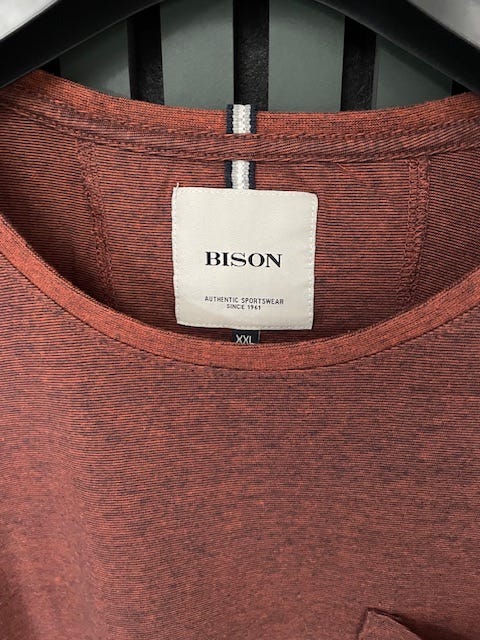 BISON
AUTHENTIC SPORTSWEAR
SINCE 1961
XXL